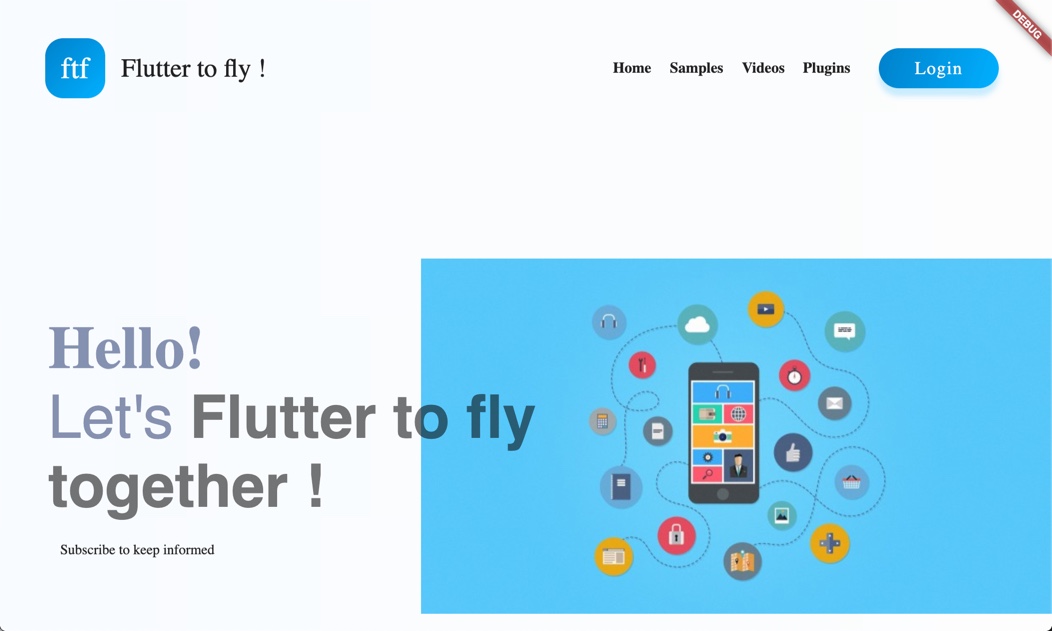 DEBUG
ftf Flutter to fly !
Home Samples Videos Plugins Login
Hello!
Let's Flutter to fly
together !
Subscribe to keep informed